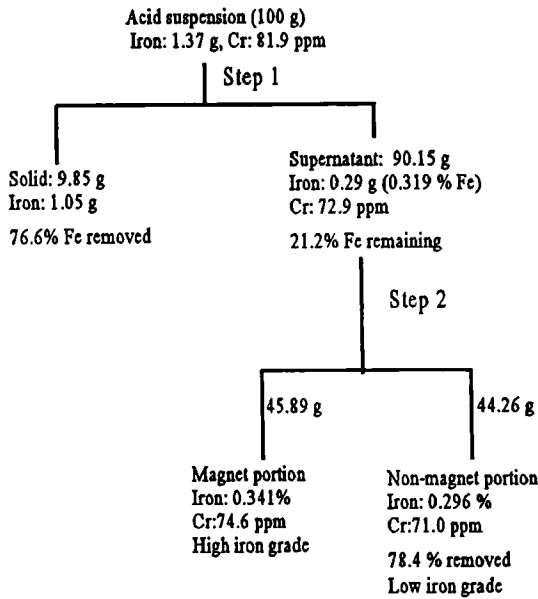 Acid suspension (100 g)
Iron: 1.37 g, Cr: 81.9 ppm
Step 1
Solid: 9.85 g
Iron: 1.05 g
76.6% Fe removed
Supernatant: 90.15 g
Iron: 0.29 g (0.319 % Fe)
Cr: 72.9 ppm
21.2% Fe remaining
Step 2
45.89 g
44.26 g
Magnet portion
Iron: 0.341%
Cr:74.6 ppm
High iron grade
Non-magnet portion
Iron: 0.296 %
Cr:71.0 ppm
78.4 % removed
Low iron grade